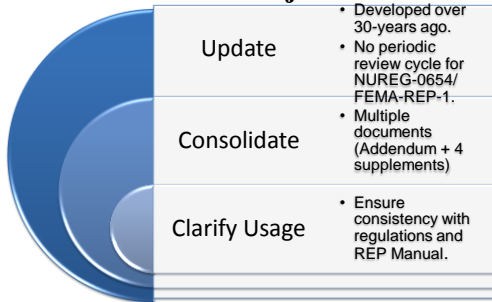 Update
• Developed over
30-years ago.
• No periodic
review cycle for
NUREG-0654/
FEMA-REP-1.
Consolidate
• Multiple
documents
(Addendum + 4
supplements)
Clarify Usage
• Ensure
consistency with
regulations and
REP Manual.